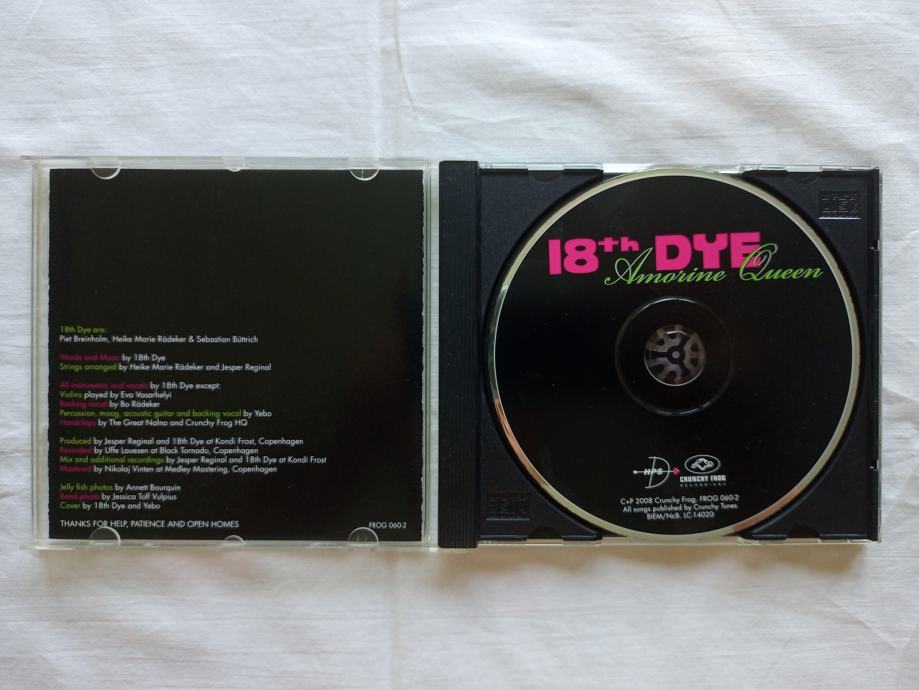 18th Dye are:
Piet Breinholm, Heike Marie Rädeker & Sebastian Büttrich
Words and Music by 18th Dye
Strings arranged by Heike Marie Rädeker and Jesper Reginal
All instruments and vocals by 18th Dye except:
Violins played by Eva Vasarhelyi
Backing vocal by Bo Rädeker
Percussion, moog, acoustic guitar and backing vocal by Yebo
Handclaps by The Great Nalna and Crunchy Frog HQ
Produced by Jesper Reginal and 18th Dye at Kondi Frost, Copenhagen
Recorded by Uffe Lauesen at Black Tornado, Copenhagen
Mix and additional recordings by Jesper Reginal and 18th Dye at Kondi Frost
Mastered by Nikolaj Vinten at Medley Mastering, Copenhagen
Jelly fish photos by Annett Bourquin
Band photo by Jessica Tolf Vulpius
Cover by 18th Dye and Yebo
THANKS FOR HELP, PATIENCE AND OPEN HOMES
FROG 060-2
18th DYE
Amorine Queen
NPS D
CRUNCHY FROG
RECORDINGS
C+P 2008 Crunchy Frog. FROG 060-2
All songs published by Crunchy Tunes
BIEM/NcB. LC-14020